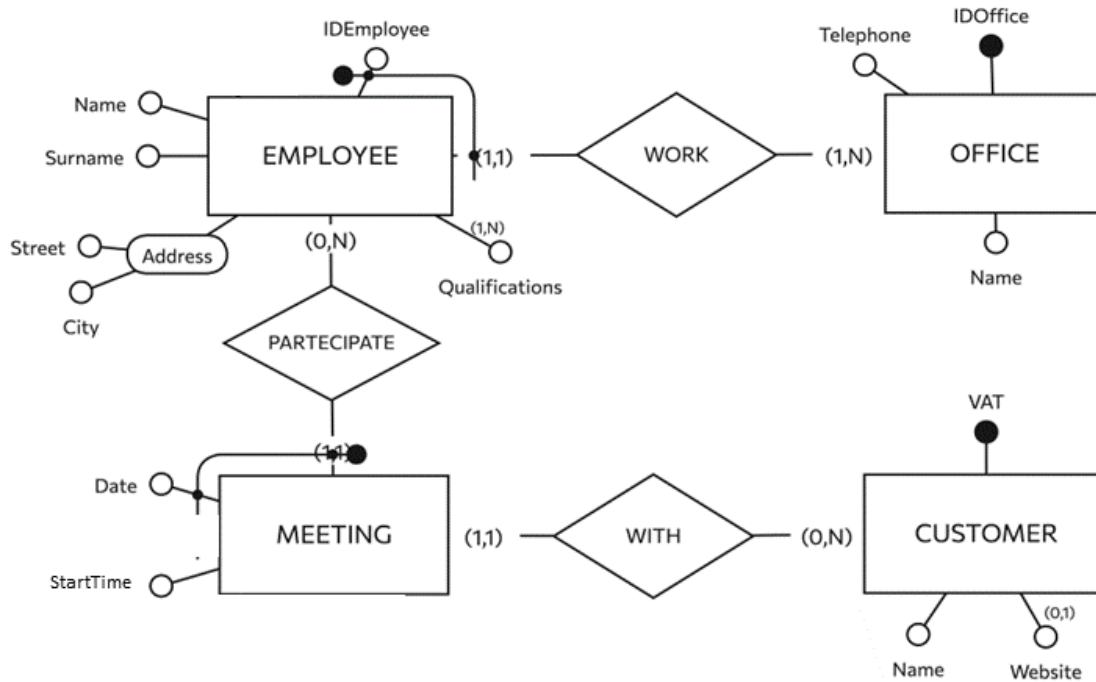 IDEmployee
IDOffice
Telephone
Name
Surname
EMPLOYEE
(1,1)
WORK
(1,N)
OFFICE
Street
Address
City
(0,N)
(1,N)
Qualifications
Name
PARTECIPATE
VAT
(1,1)
Date
MEETING
(1,1)
WITH
(0,N)
CUSTOMER
StartTime
(0,1)
Name
Website